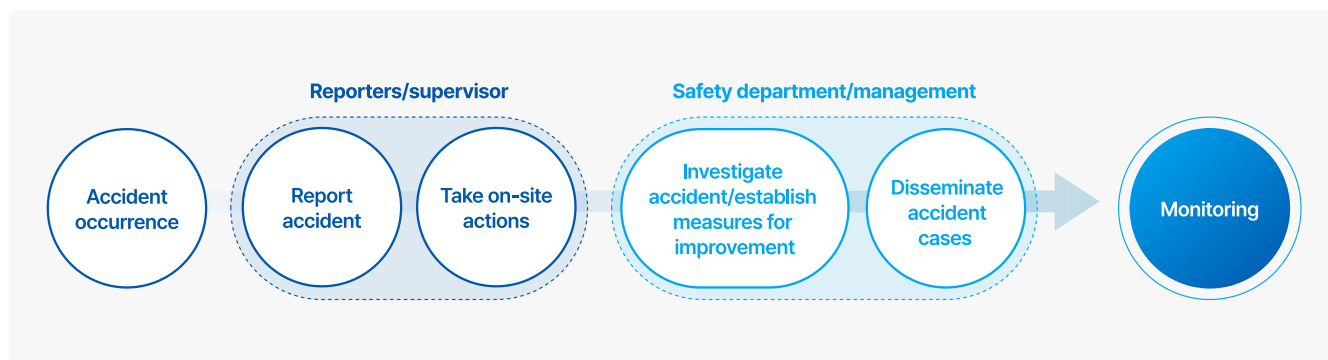 Reporters/supervisor
Safety department/management
Accident
occurrence
Report
accident
Take on-site
actions
Investigate
accident/establish
measures for
improvement
Disseminate
accident
cases
Monitoring